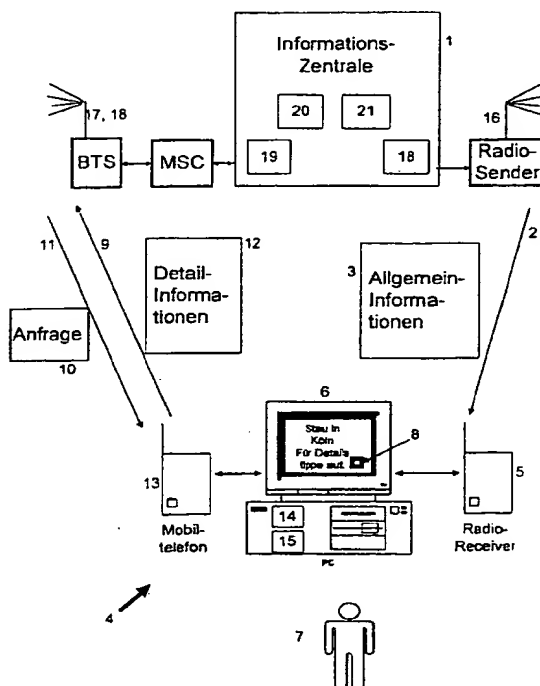 Informations-
Zentrale
1
20
21
19
18
17, 18
BTS
MSC
16
Radio-
Sender
11
9
12
Detail-
Informa-
tionen
3
Allgemein-
Informa-
tionen
2
Anfrage
10
6
Stau in
Köln
Für Details
tippe auf
8
13
5
Mobil-
telefon
14
15
PC
Radio-
Receiver
4
7